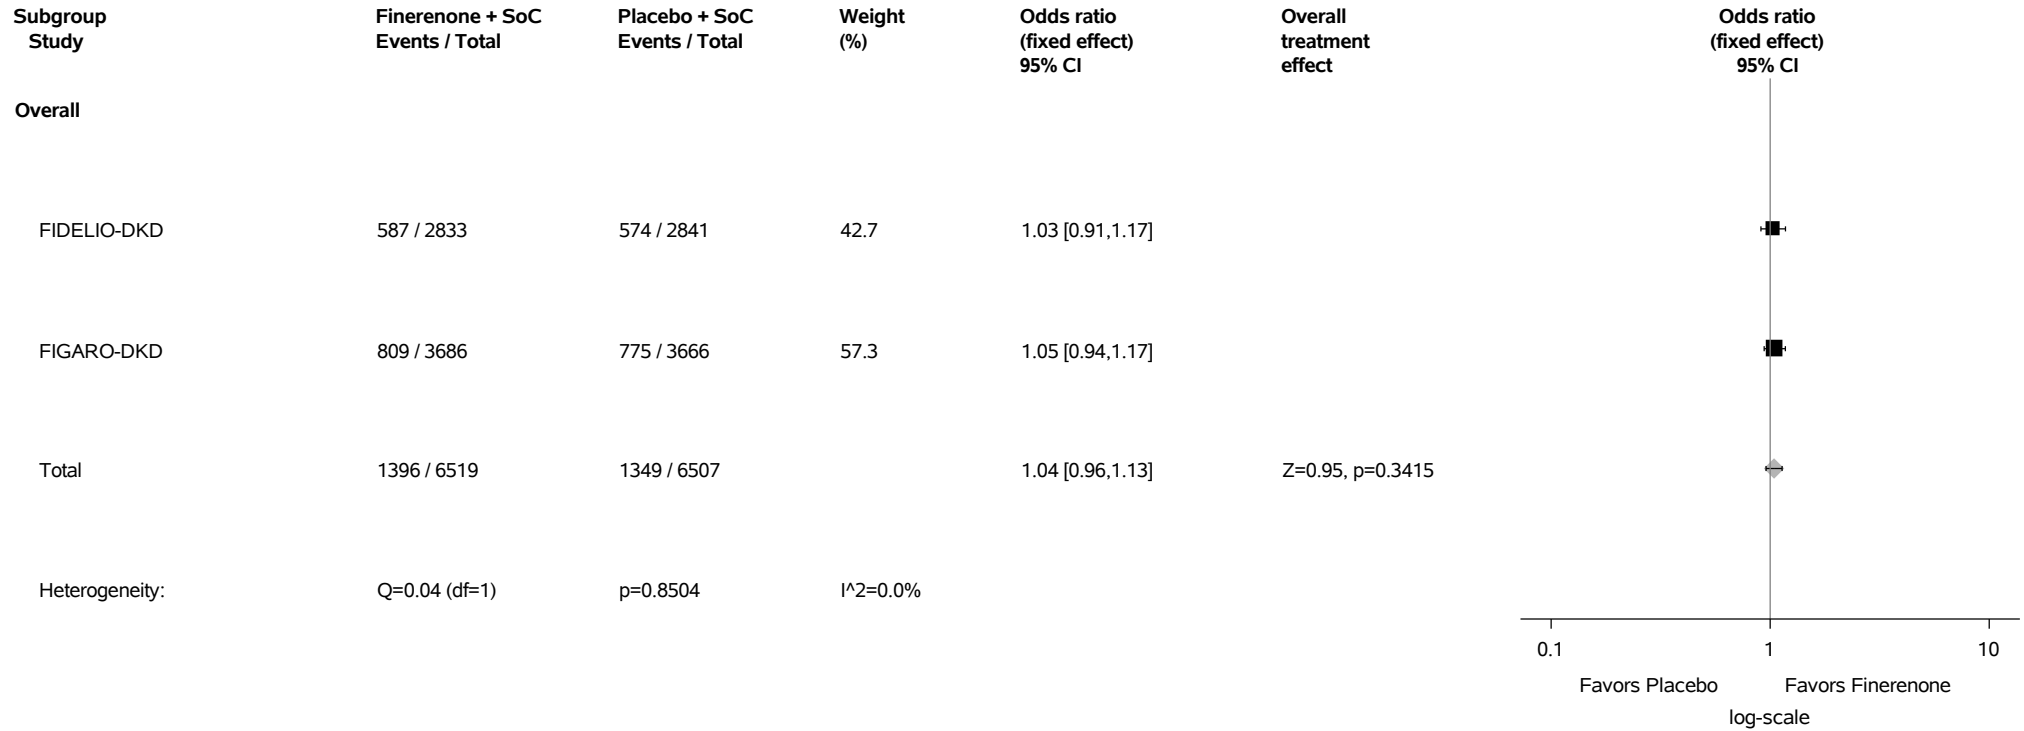 Subgroup Finerenone + SoC Placebo + SoC Weight Odds ratio Overall Odds ratio
Study Events / Total Events / Total (%) (fixed effect) treatment (fixed effect)
95% CI effect 95% CI
Overall
FIDELIO-DKD 587 / 2833 574 / 2841 42.7 1.03 [0.91,1.17]
FIGARO-DKD 809 / 3686 775 / 3666 57.3 1.05 [0.94,1.17]
Total 1396 / 6519 1349 / 6507 1.04 [0.96,1.13] Z=0.95, p=0.3415
Heterogeneity: Q=0.04 (df=1) p=0.8504 I^2=0.0%
0.1 1 10
Favors Placebo Favors Finerenone
log-scale